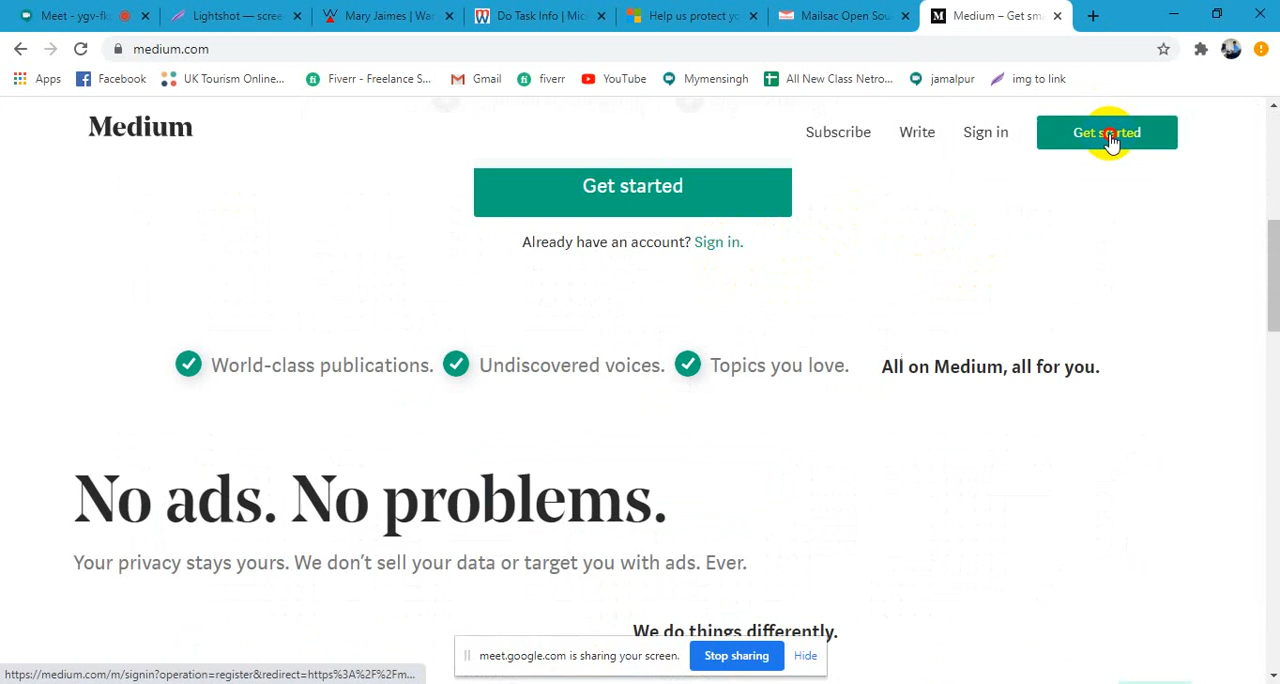 Meet - ygv-fk
Lightshot — scree
Mary Jaimes | Wa
Do Task Info | Mic
Help us protect yo
Mailsac Open Sou
Medium – Get sm
medium.com
Apps
Facebook
UK Tourism Online...
Fiverr - Freelance S...
Gmail
fiverr
YouTube
Mymensingh
All New Class Netro...
jamalpur
img to link
Medium
Subscribe
Write
Sign in
Get started
Get started
Already have an account? Sign in.
World-class publications.
Undiscovered voices.
Topics you love.
All on Medium, all for you.
No ads. No problems.
Your privacy stays yours. We don’t sell your data or target you with ads. Ever.
We do things differently.
meet.google.com is sharing your screen.
Stop sharing
Hide
https://medium.com/m/signin?operation=register&redirect=https%3A%2F%2Fm...